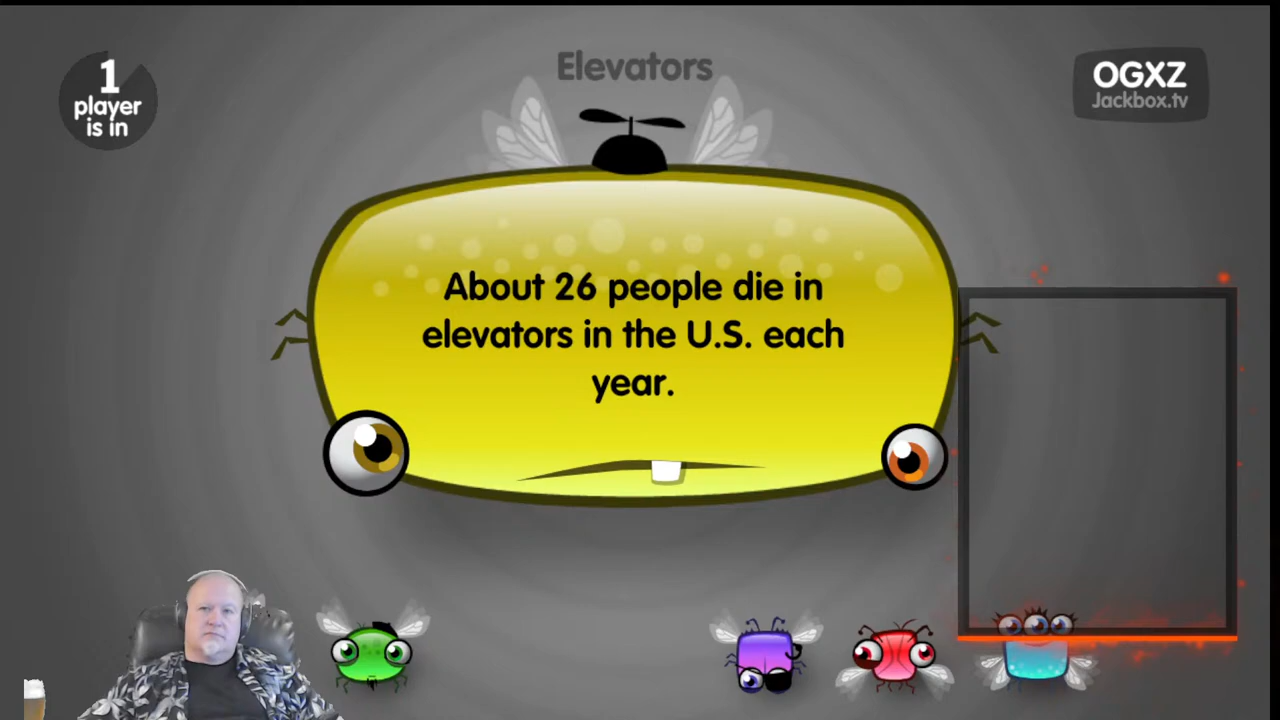 Elevators
1
player
is in
OGXZ
Jackbox.tv
About 26 people die in
elevators in the U.S. each
year.